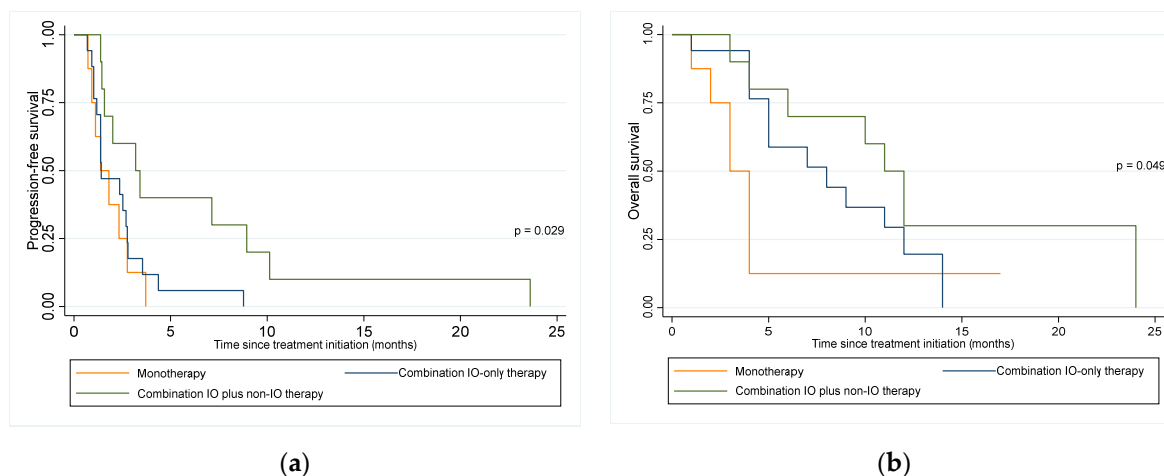 Progression-free survival
1.00
0.75
0.50
0.25
0.00
p = 0.029
0
5
10
15
20
25
Time since treatment initiation (months)
Monotherapy
Combination IO-only therapy
Combination IO plus non-IO therapy
(a)
Overall survival
1.00
0.75
0.50
0.25
0.00
p = 0.049
0
5
10
15
20
25
Time since treatment initiation (months)
Monotherapy
Combination IO-only therapy
Combination IO plus non-IO therapy
(b)